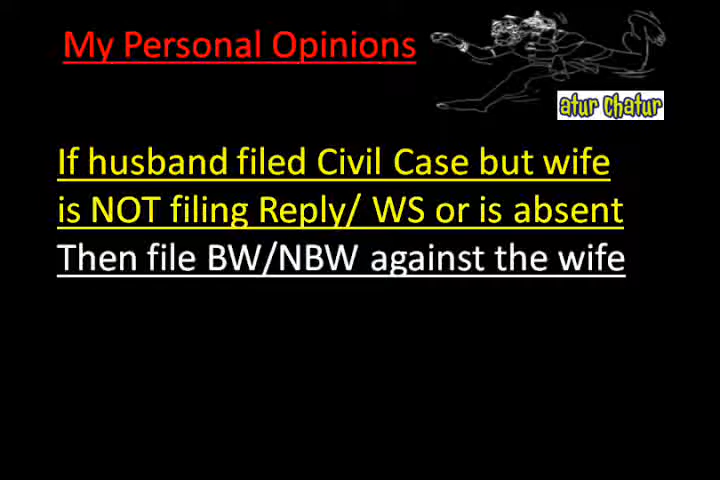 My Personal Opinions
atur Chatur
If husband filed Civil Case but wife
is NOT filing Reply/ WS or is absent
Then file BW/NBW against the wife